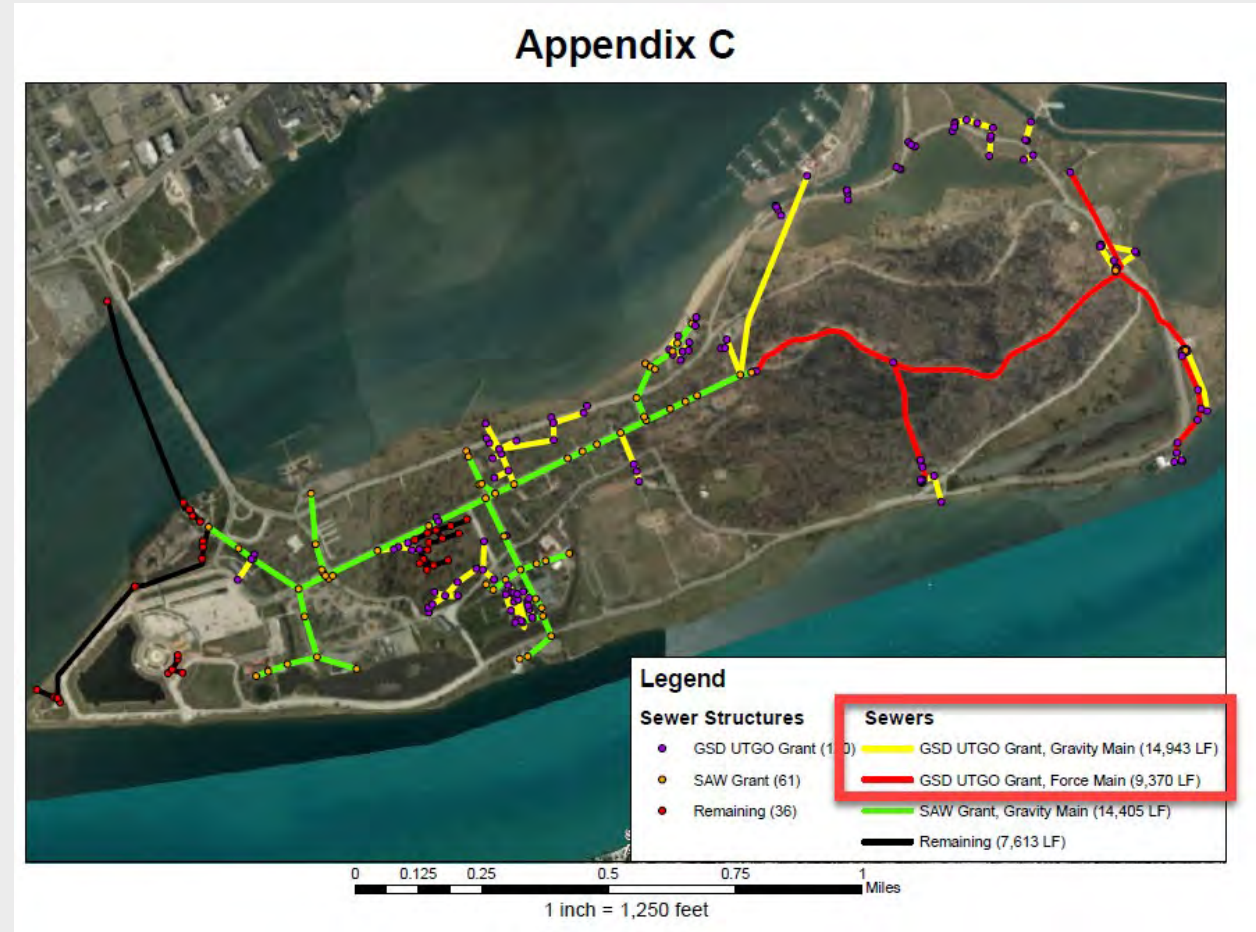 Appendix C
Legend
Sewer Structures
GSD UTGO Grant
SAW Grant (61)
Remaining (36)
Sewers
GSD UTGO Grant, Gravity Main (14,943 LF)
GSD UTGO Grant, Force Main (9,370 LF)
SAW Grant, Gravity Main (14,405 LF)
Remaining (7,613 LF)
0 0.125 0.25 0.5 0.75 1
Miles
1 inch = 1,250 feet